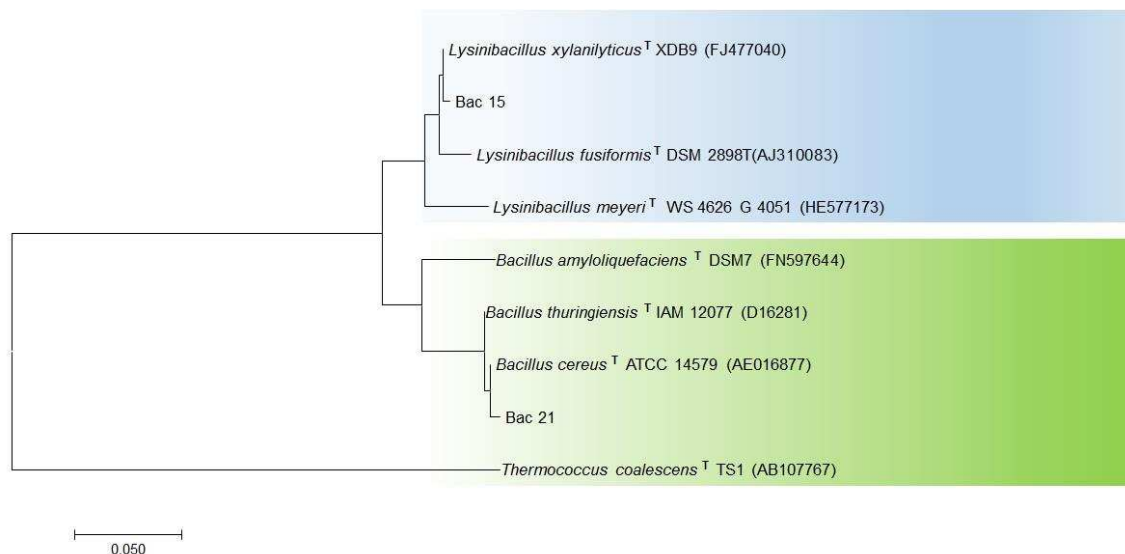 Lysinibacillus xylanilyticus T XDB9 (FJ477040)
Bac 15
Lysinibacillus fusiformis T DSM 2898T(AJ310083)
Lysinibacillus meyeri T WS 4626 G 4051 (HE577173)
Bacillus amyloliquefaciens T DSM7 (FN597644)
Bacillus thuringiensis T IAM 12077 (D16281)
Bacillus cereus T ATCC 14579 (AE016877)
Bac 21
Thermococcus coalescens T TS1 (AB107767)
0.050